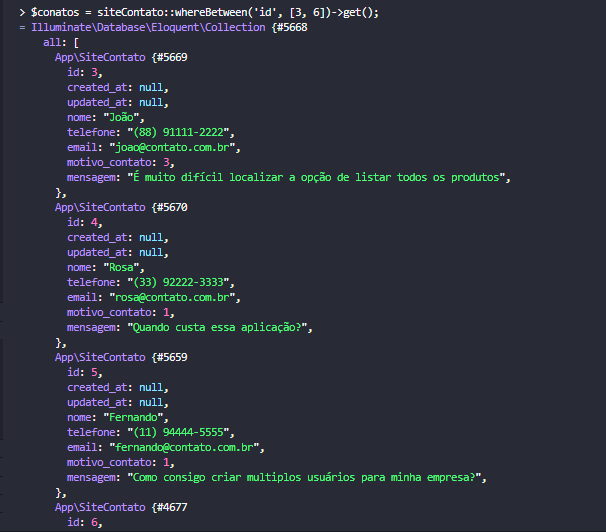 > $conatos = siteContato::whereBetween('id', [3, 6])->get();
= Illuminate\Database\Eloquent\Collection {#5668
all: [
App\SiteContato {#5669
id: 3,
created_at: null,
updated_at: null,
nome: "João",
telefone: "(88) 91111-2222",
email: "joao@contato.com.br",
motivo_contato: 3,
mensagem: "É muito difícil localizar a opção de listar todos os produtos",
},
App\SiteContato {#5670
id: 4,
created_at: null,
updated_at: null,
nome: "Rosa",
telefone: "(33) 92222-3333",
email: "rosa@contato.com.br",
motivo_contato: 1,
mensagem: "Quando custa essa aplicação?",
},
App\SiteContato {#5659
id: 5,
created_at: null,
updated_at: null,
nome: "Fernando",
telefone: "(11) 94444-5555",
email: "fernando@contato.com.br",
motivo_contato: 1,
mensagem: "Como consigo criar multiplos usuários para minha empresa?",
},
App\SiteContato {#4677
id: 6,